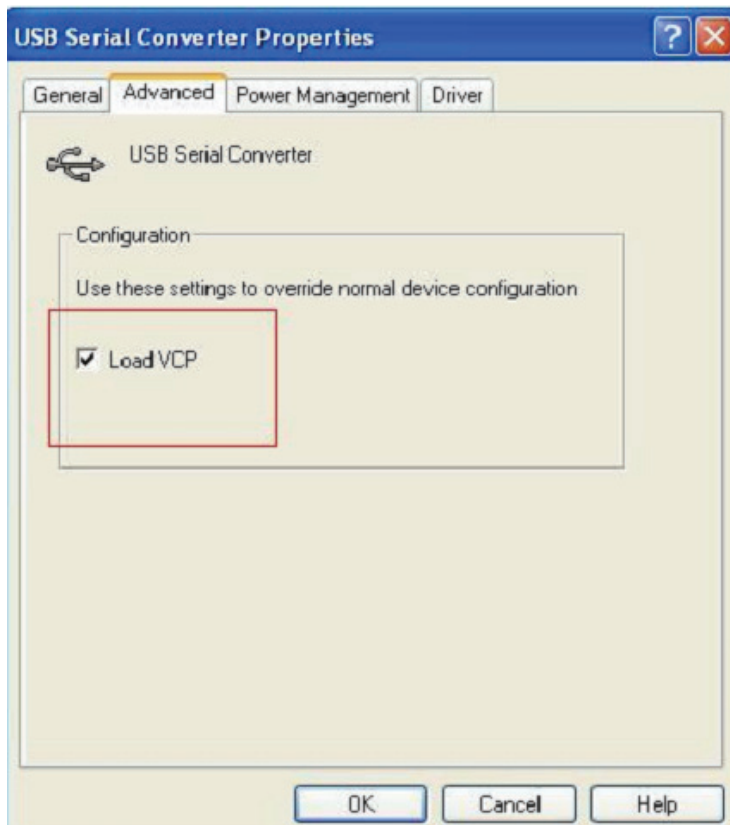 USB Serial Converter Properties
General Advanced Power Management Driver
USB Serial Converter
Configuration
Use these settings to override normal device configuration
Load VCP
OK Cancel Help